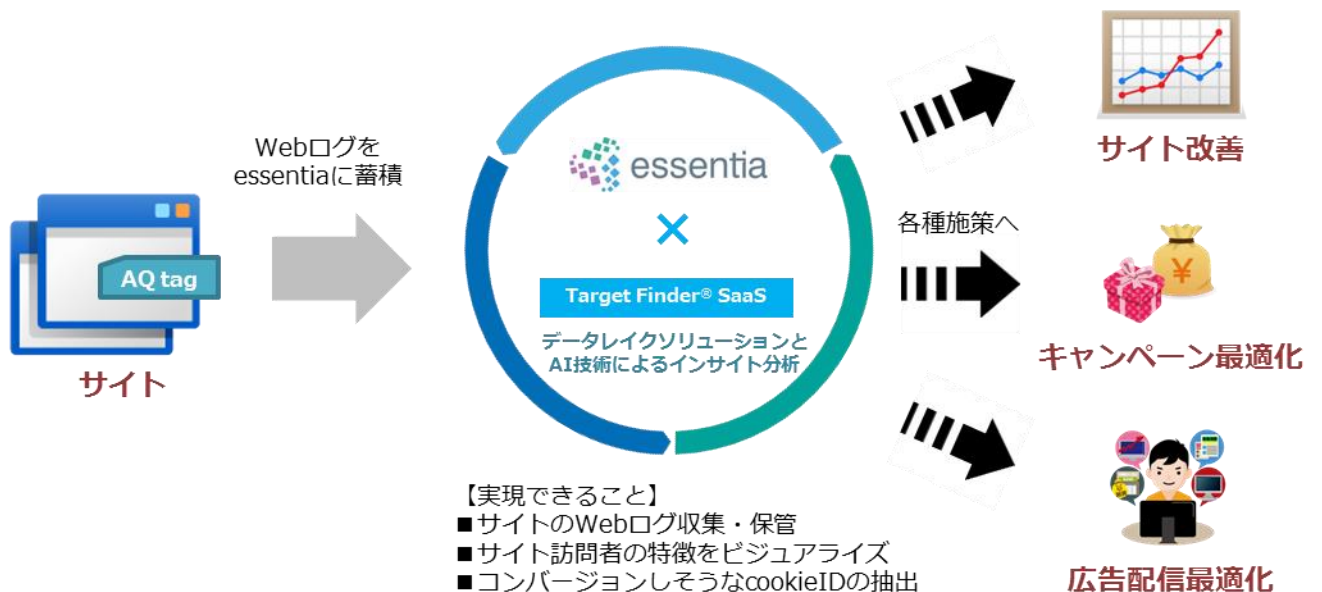 Webログを
essentiaに蓄積
AQ tag
サイト
essentia
×
Target Finder® SaaS
データレイクソリューションと
AI技術によるインサイト分析
【実現できること】
■サイトのWebログ収集・保管
■サイト訪問者の特徴をビジュアライズ
■コンバージョンしそうなcookieIDの抽出
各種施策へ
サイト改善
¥
キャンペーン最適化
広告配信最適化